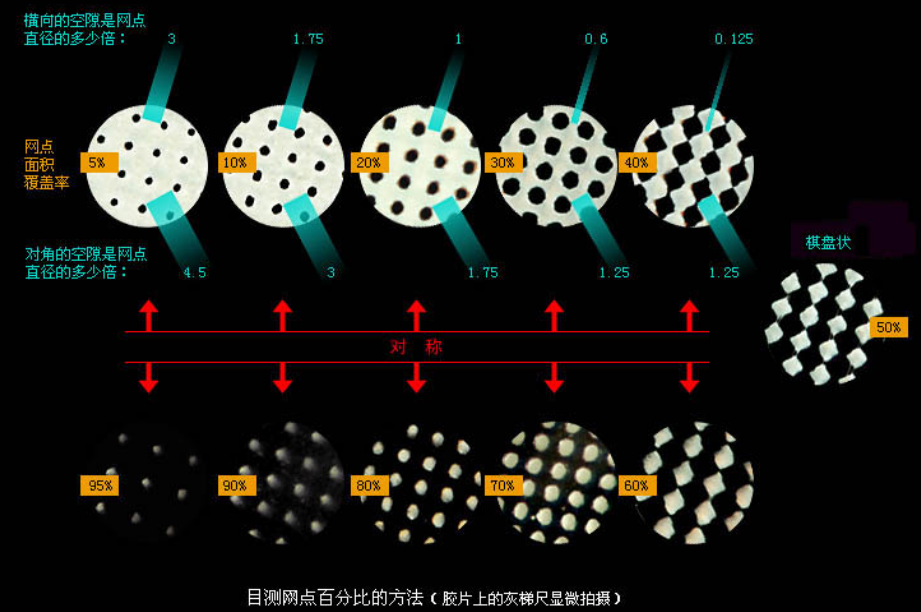 横向的空隙是网点
直径的多少倍：
3
1.75
1
0.6
0.125
网点
面积
覆盖率
5%
10%
20%
30%
40%
对角的空隙是网点
直径的多少倍：
4.5
3
1.75
1.25
1.25
棋盘状
50%
对 称
95%
90%
80%
70%
60%
目测网点百分比的方法（胶片上的灰梯尺显微拍摄）